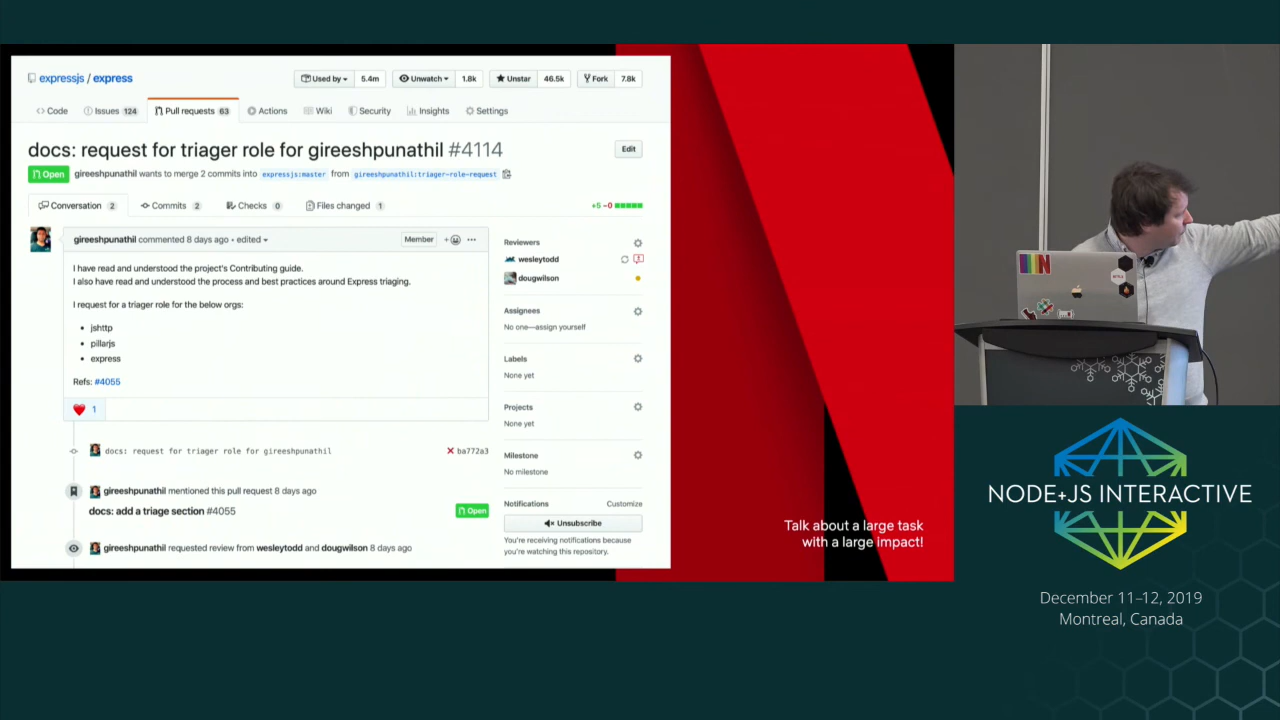 expressjs / express
Used by 5.4m Unwatch 1.8k Unstar 46.5k Fork 7.8k
Code Issues 124 Pull requests 63 Actions Wiki Security Insights Settings
docs: request for triager role for gireeshpunathil #4114
Edit
Open gireeshpunathil wants to merge 2 commits into expressjs:master from gireeshpunathil:triager-role-request
Conversation 2 Commits 2 Checks 0 Files changed 1 +5 −0
gireeshpunathil commented 8 days ago • edited Member
I have read and understood the project's Contributing guide.
I also have read and understood the process and best practices around Express triaging.
I request for a triager role for the below orgs:
• jshttp
• pillarjs
• express
Refs: #4055
1
docs: request for triager role for gireeshpunathil ba772a3
gireeshpunathil mentioned this pull request 8 days ago
docs: add a triage section #4055 Open
gireeshpunathil requested review from wesleytodd and dougwilson 8 days ago
Reviewers
wesleytodd
dougwilson
Assignees
No one—assign yourself
Labels
None yet
Projects
None yet
Milestone
No milestone
Notifications Customize
Unsubscribe
You're receiving notifications because
you're watching this repository.
Talk about a large task
with a large impact!
NODE+JS INTERACTIVE
December 11–12, 2019
Montreal, Canada